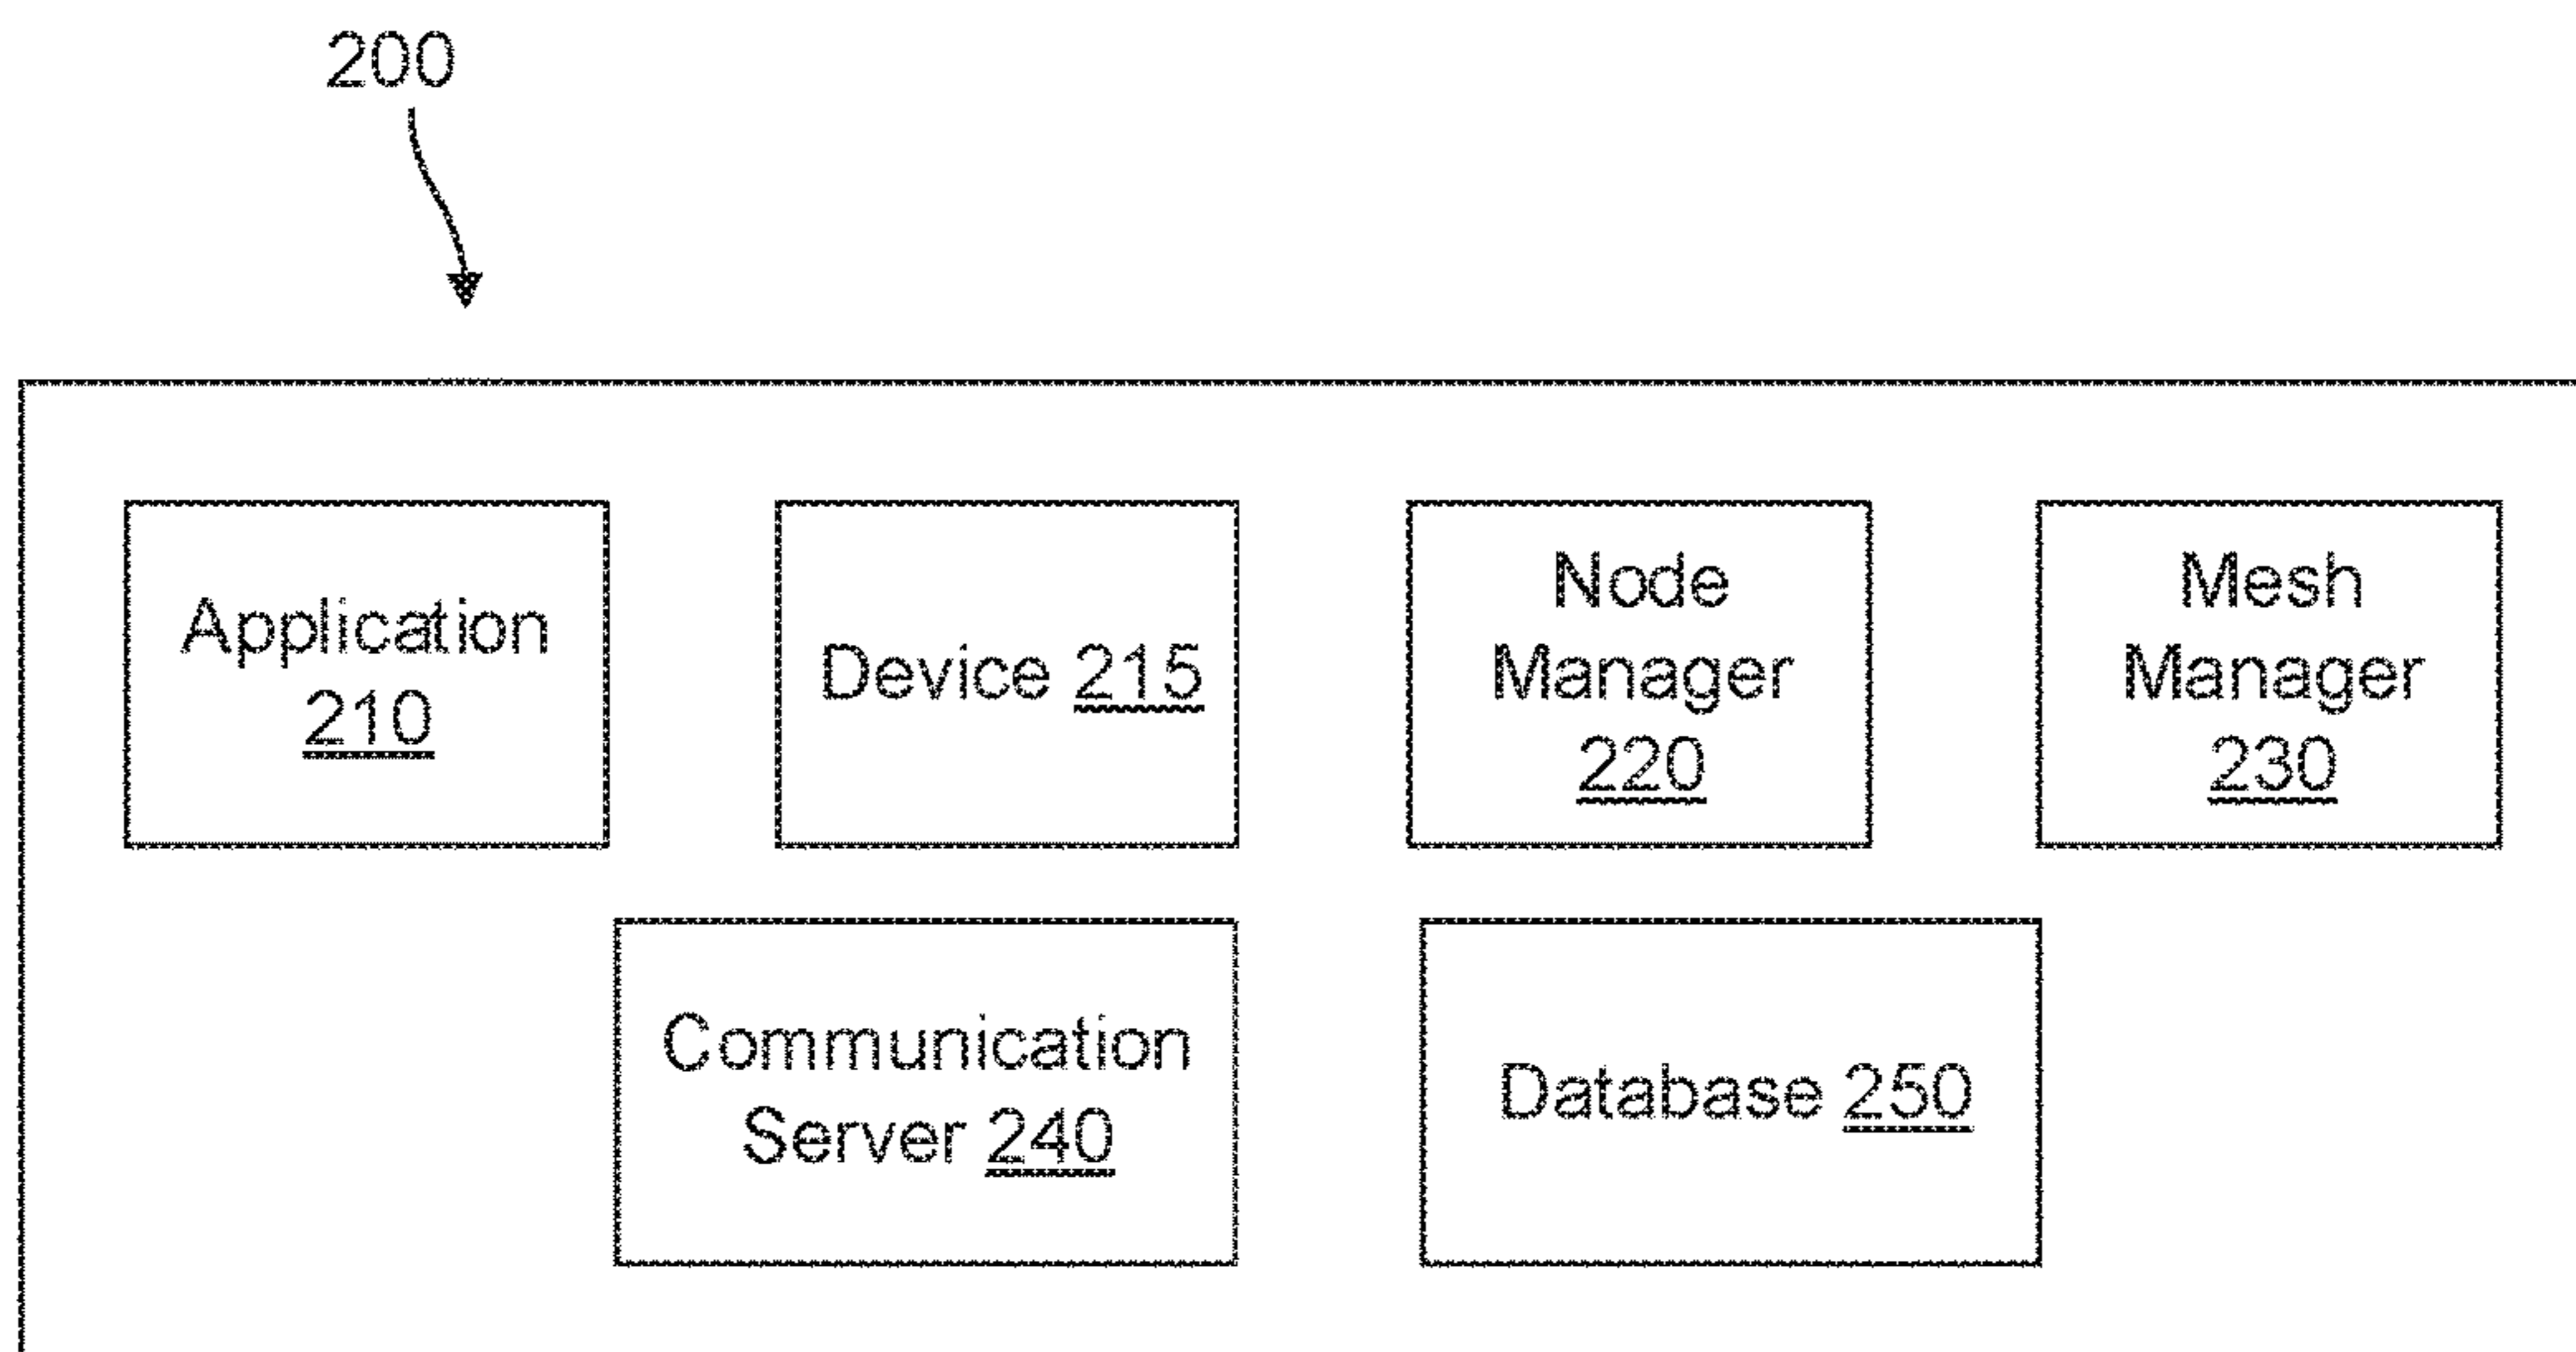 200
Application
210
Device 215
Node
Manager
220
Mesh
Manager
230
Communication
Server 240
Database 250